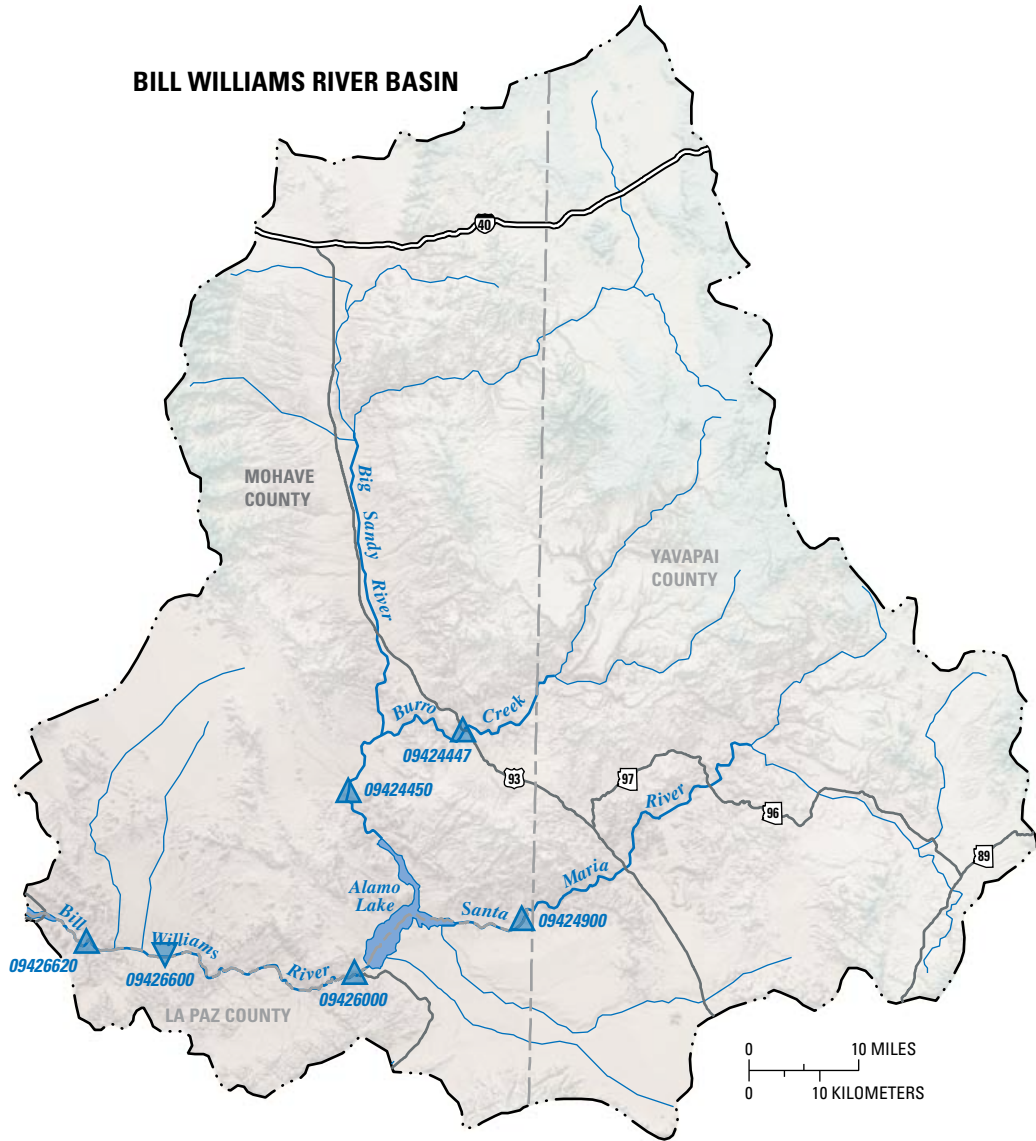 BILL WILLIAMS RIVER BASIN
40
MOHAVE
COUNTY
Big Sandy River
YAVAPAI
COUNTY
Burro Creek
09424447
09424450
93
97
River
96
89
Maria
Alamo
Lake
Santa
09424900
Bill
Williams
09426620
09426600
River
09426000
LA PAZ COUNTY
0 10 MILES
0 10 KILOMETERS